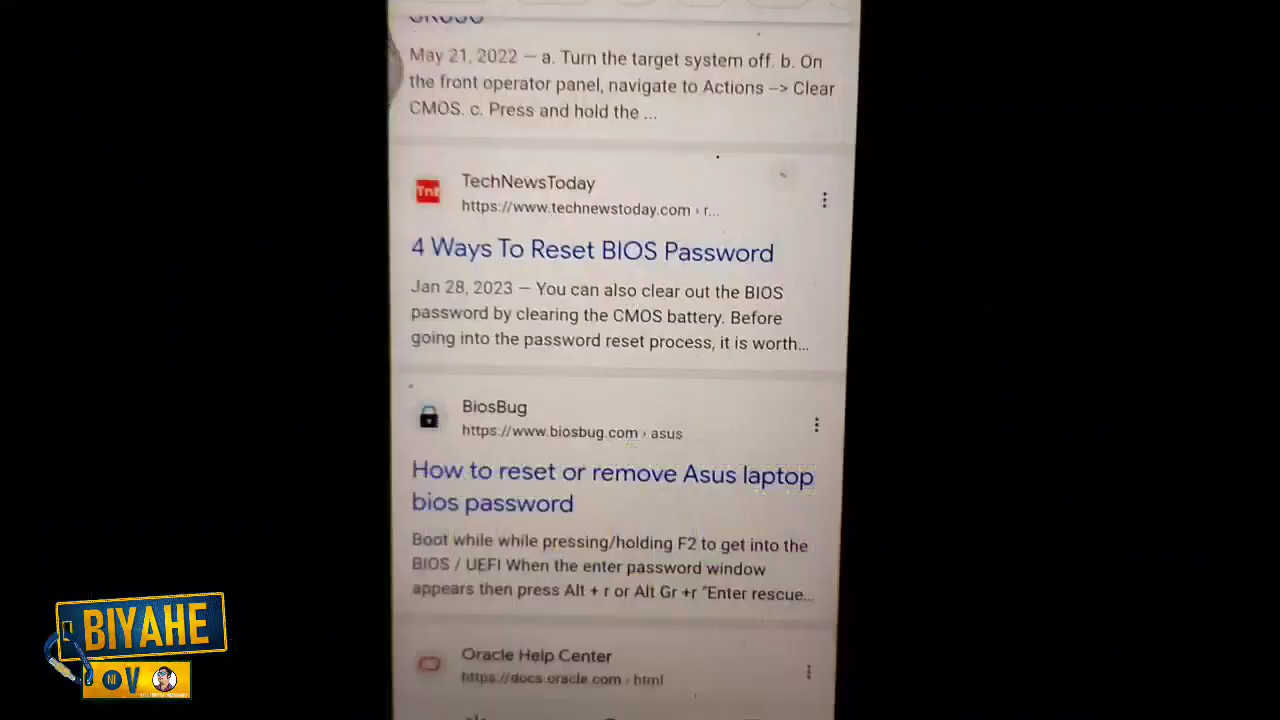 May 21, 2022 — a. Turn the target system off. b. On
the front operator panel, navigate to Actions –> Clear
CMOS. c. Press and hold the ...
Tnt
TechNewsToday
https://www.technewstoday.com › r...
4 Ways To Reset BIOS Password
Jan 28, 2023 — You can also clear out the BIOS
password by clearing the CMOS battery. Before
going into the password reset process, it is worth...
BiosBug
https://www.biosbug.com › asus
How to reset or remove Asus laptop
bios password
Boot while while pressing/holding F2 to get into the
BIOS / UEFI When the enter password window
appears then press Alt + r or Alt Gr +r "Enter rescue...
Oracle Help Center
https://docs.oracle.com › html
BIYAHE
NI V